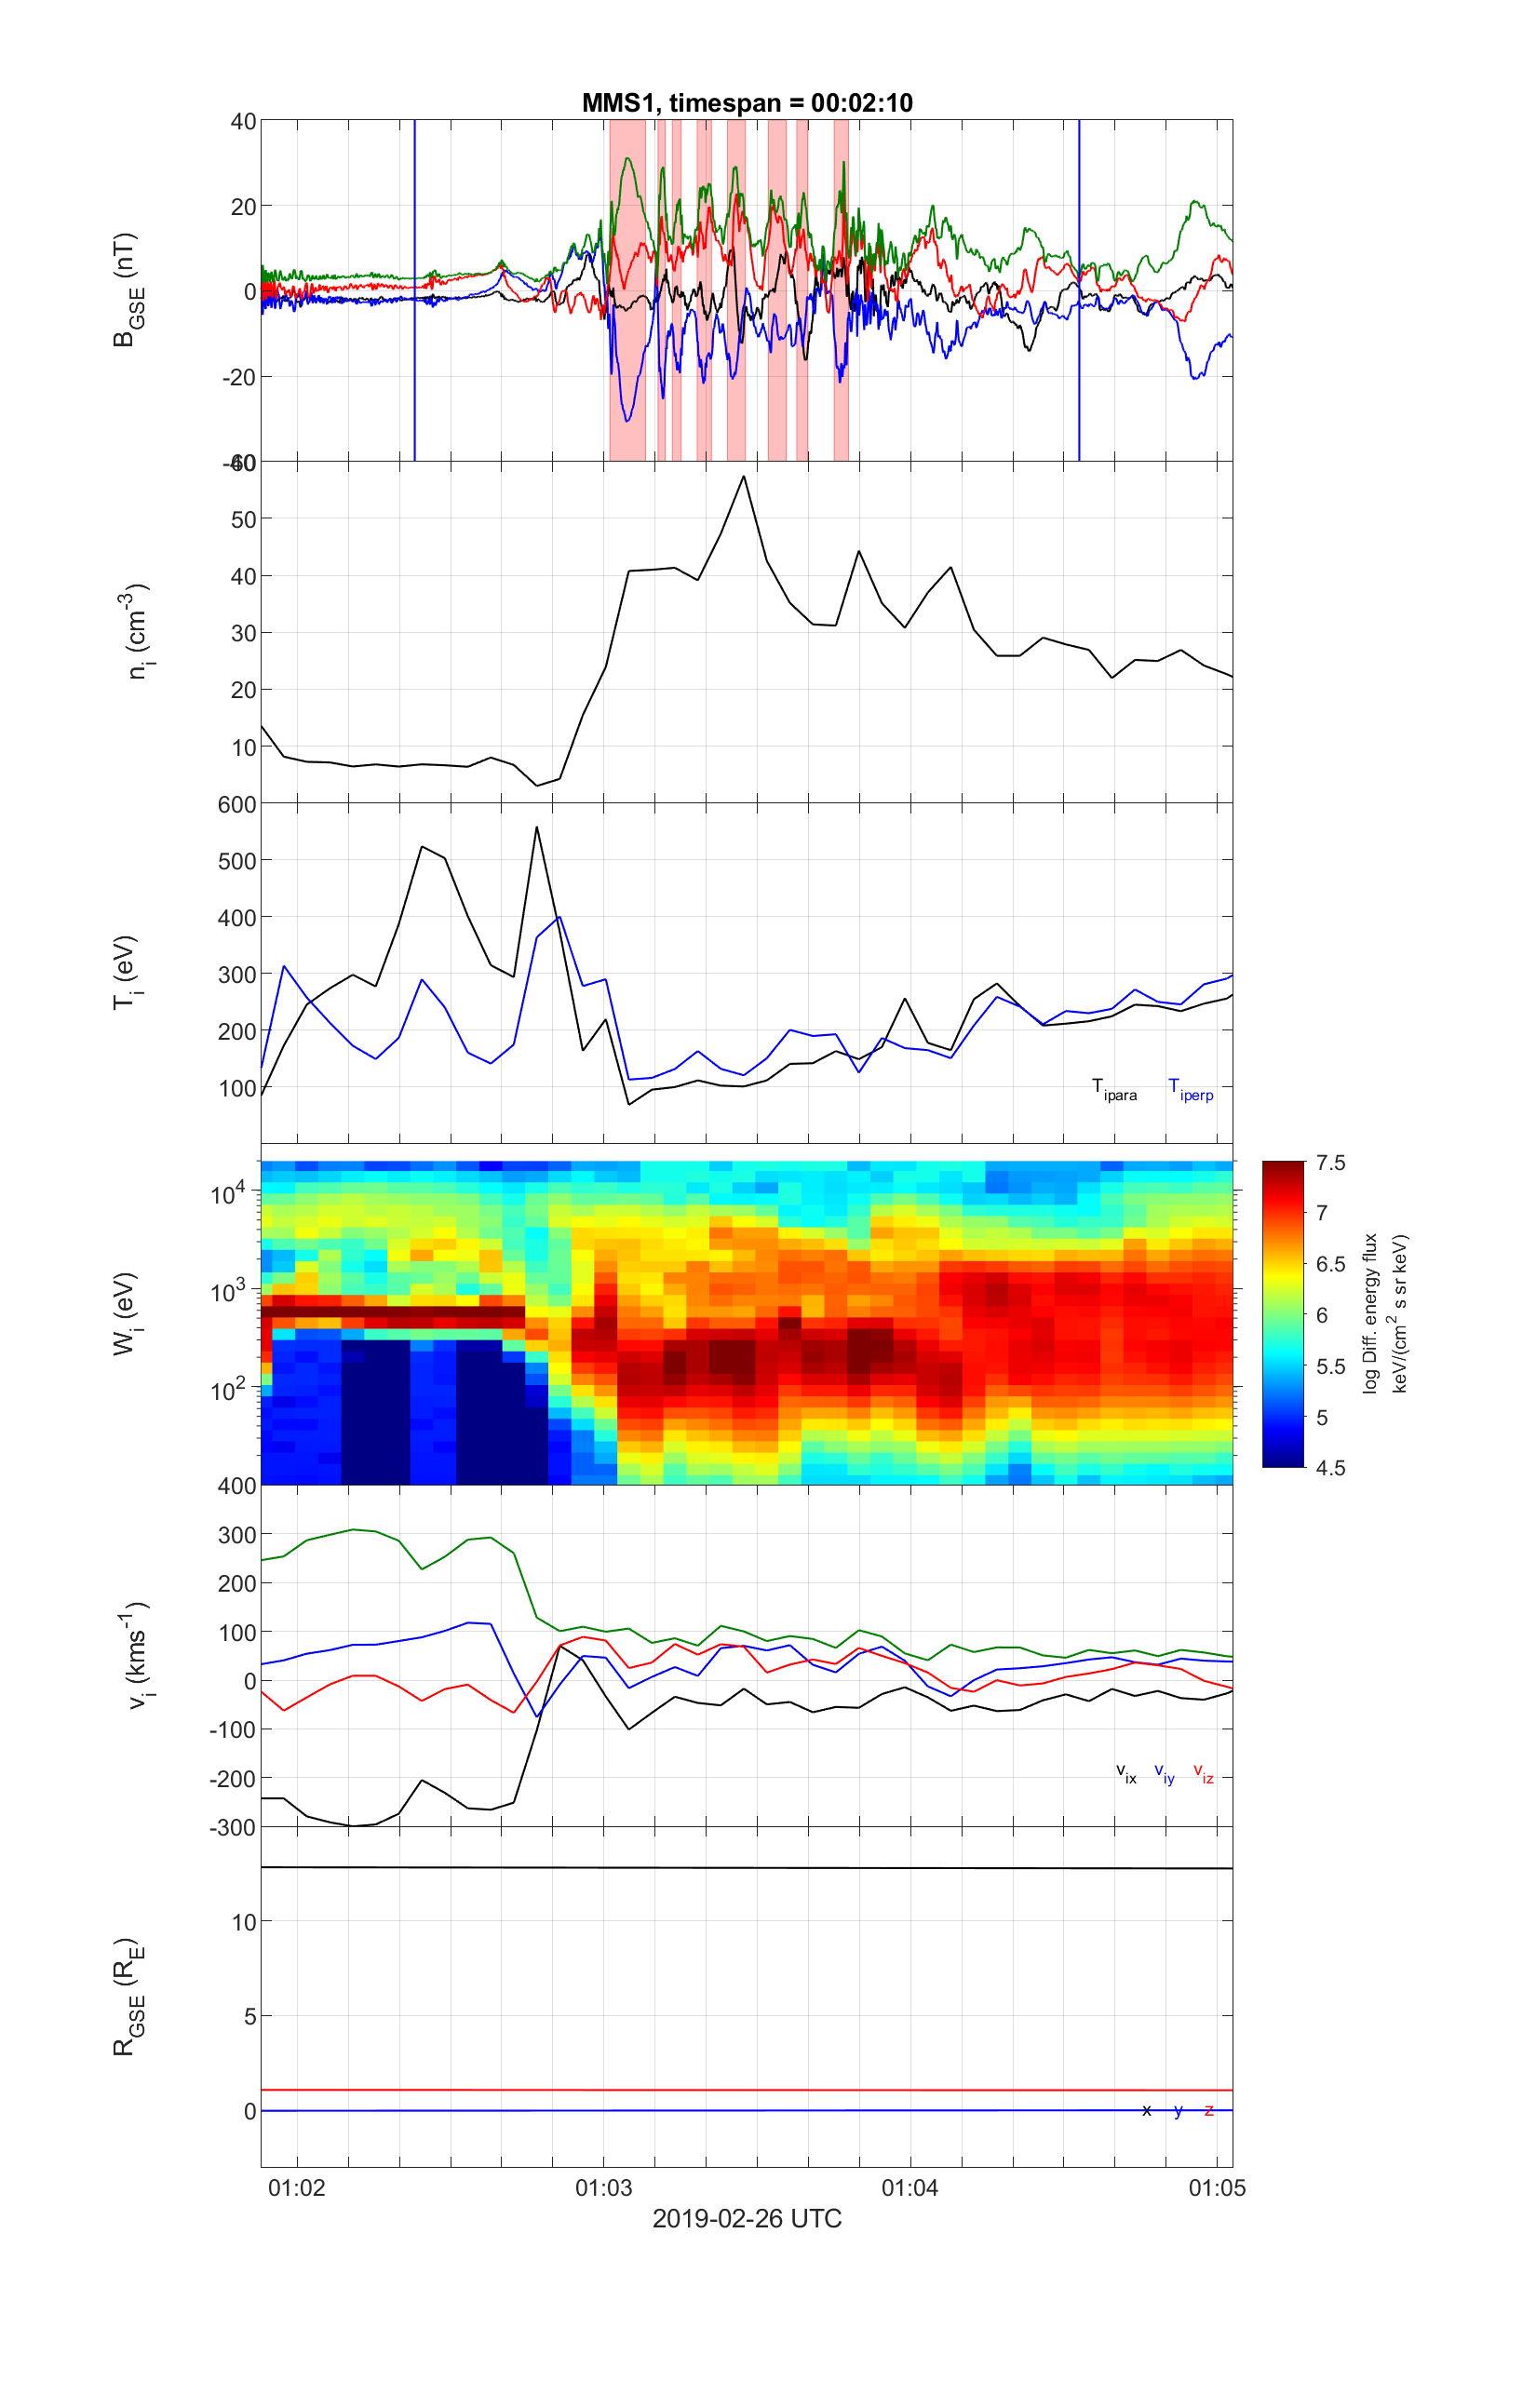 MMS1, timespan = 00:02:10
40
20
0
-20
-40
B_GSE (nT)
60
50
40
30
20
10
n_i (cm^-3)
600
500
400
300
200
100
T_i (eV)
T_ipara T_iperp
10^4
10^3
10^2
W_i (eV)
7.5
7
6.5
6
5.5
5
4.5
log Diff. energy flux
keV/(cm^2 s sr keV)
400
300
200
100
0
-100
-200
-300
v_i (kms^-1)
v_ix v_iy v_iz
10
5
0
R_GSE (R_E)
x y z
01:02 01:03 01:04 01:05
2019-02-26 UTC